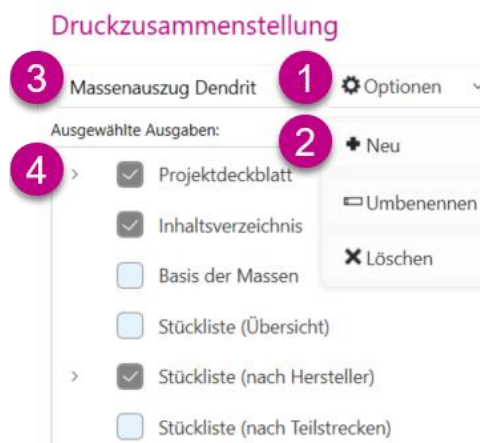 Druckzusammenstellung
3 Massenauszug Dendrit 1 Optionen
Ausgewählte Ausgaben: 2 Neu
4 Projektdeckblatt
Umbenennen
Inhaltsverzeichnis
Löschen
Basis der Massen
Stückliste (Übersicht)
Stückliste (nach Hersteller)
Stückliste (nach Teilstrecken)